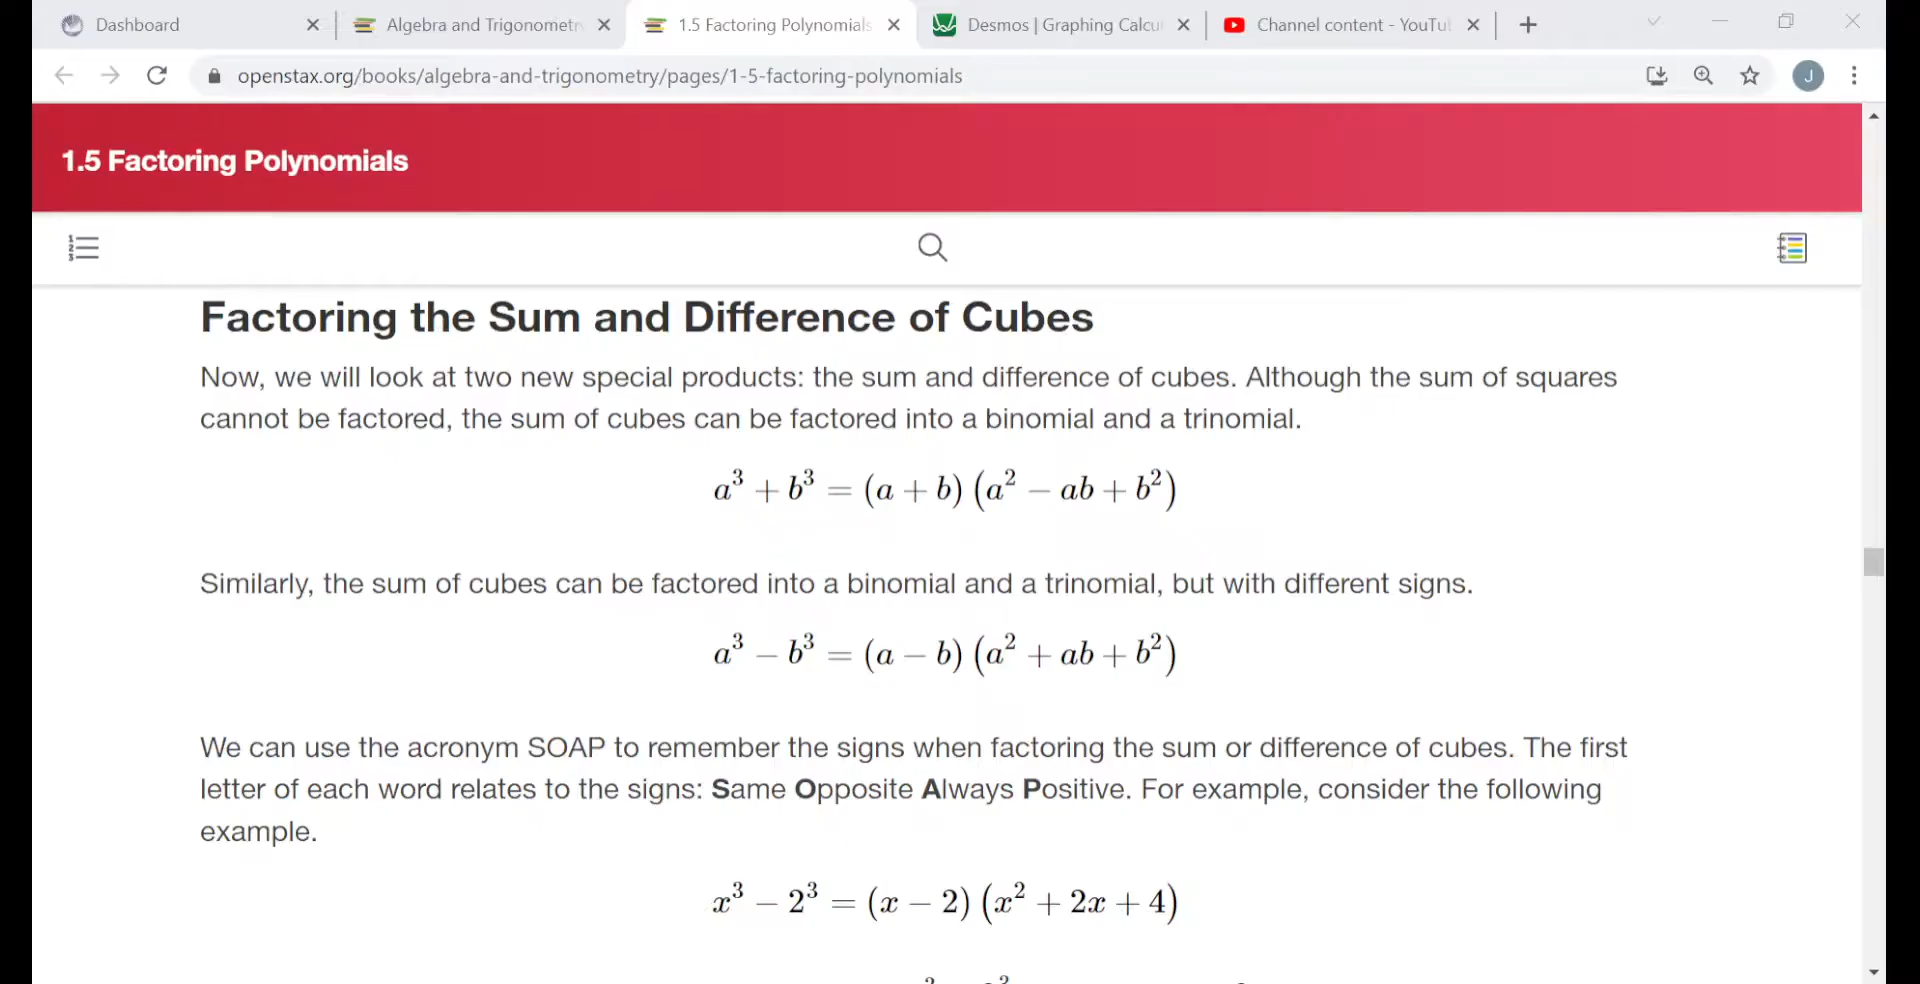 Dashboard
Algebra and Trigonometr
1.5 Factoring Polynomials
Desmos | Graphing Calcul
Channel content - YouTu
openstax.org/books/algebra-and-trigonometry/pages/1-5-factoring-polynomials
J
1.5 Factoring Polynomials
Factoring the Sum and Difference of Cubes
Now, we will look at two new special products: the sum and difference of cubes. Although the sum of squares
cannot be factored, the sum of cubes can be factored into a binomial and a trinomial.
a³ + b³ = (a + b) (a² − ab + b²)
Similarly, the sum of cubes can be factored into a binomial and a trinomial, but with different signs.
a³ − b³ = (a − b) (a² + ab + b²)
We can use the acronym SOAP to remember the signs when factoring the sum or difference of cubes. The first
letter of each word relates to the signs: Same Opposite Always Positive. For example, consider the following
example.
x³ − 2³ = (x − 2) (x² + 2x + 4)